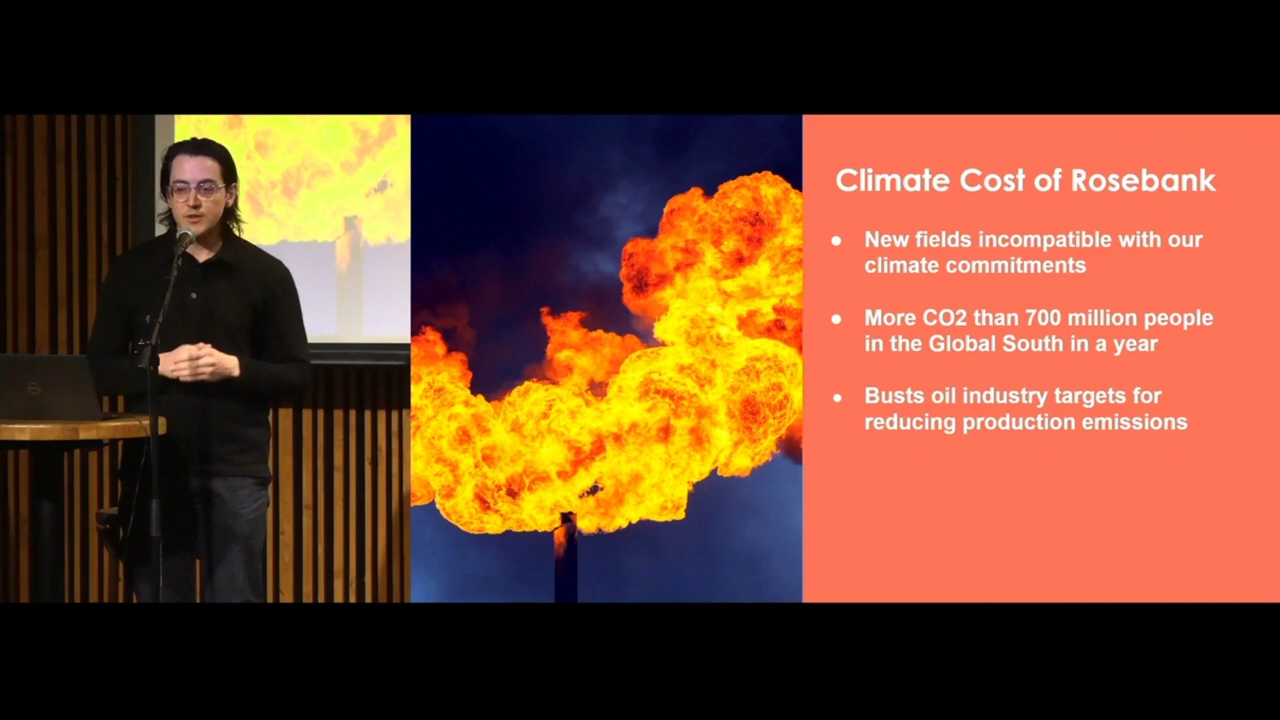 Climate Cost of Rosebank
● New fields incompatible with our
climate commitments
● More CO2 than 700 million people
in the Global South in a year
● Busts oil industry targets for
reducing production emissions